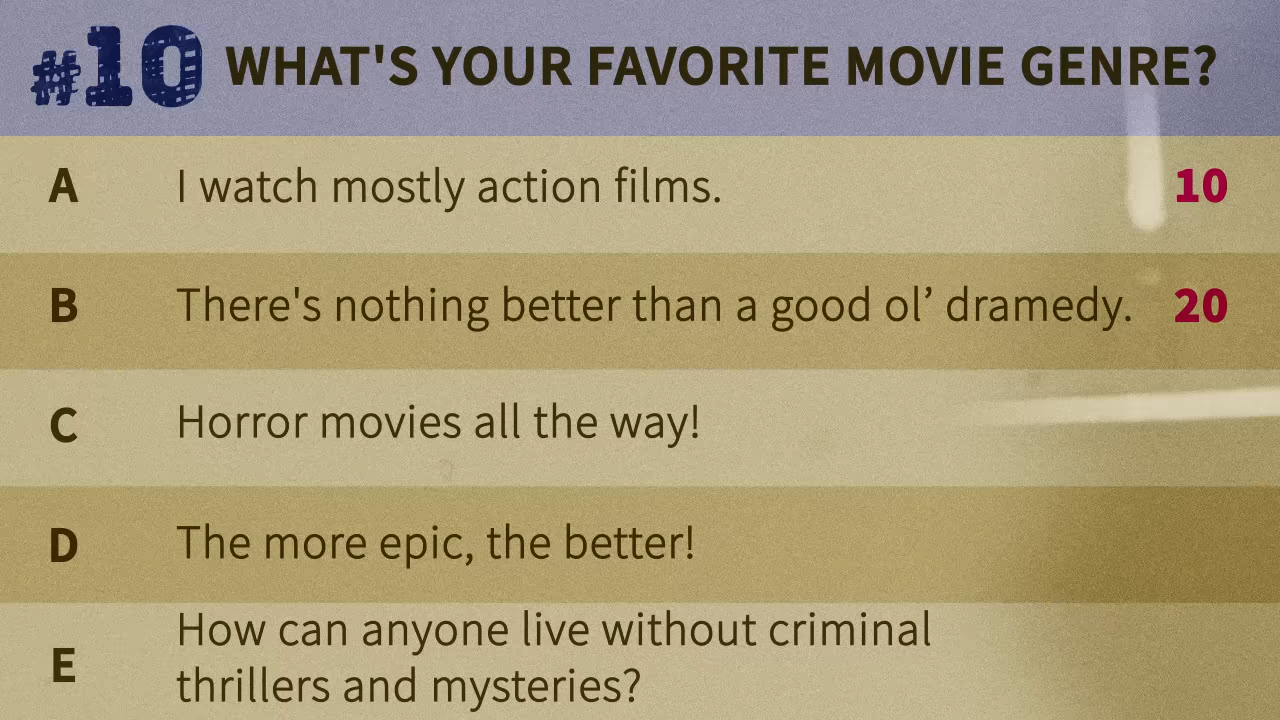 #10 WHAT'S YOUR FAVORITE MOVIE GENRE?
A I watch mostly action films. 10
B There's nothing better than a good ol’ dramedy. 20
C Horror movies all the way!
D The more epic, the better!
E How can anyone live without criminal
thrillers and mysteries?